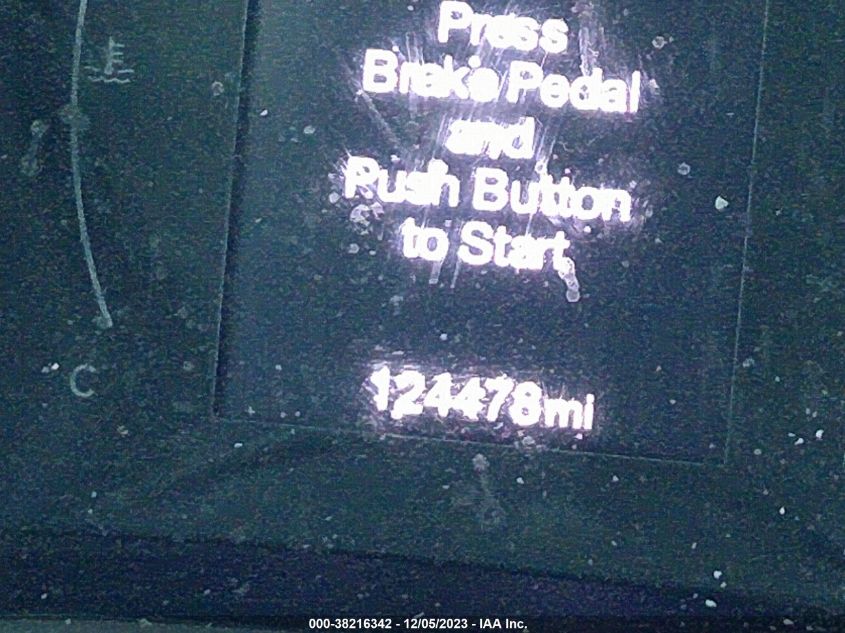 Press
Brake Pedal
and
Push Button
to Start
124478mi
C
000-38216342 - 12/05/2023 - IAA Inc.